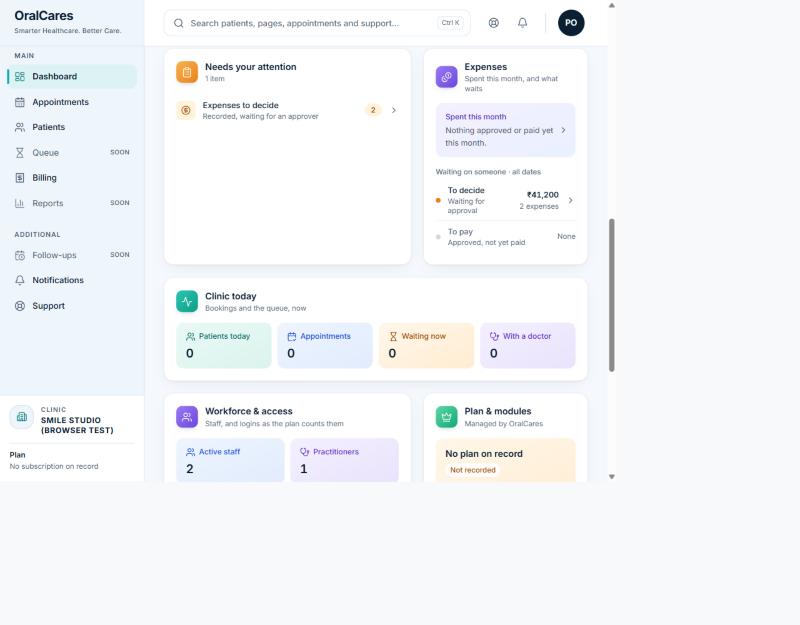 OralCares
Smarter Healthcare. Better Care.
Search patients, pages, appointments and support...
Ctrl K
PO
MAIN
Dashboard
Appointments
Patients
Queue
SOON
Billing
Reports
SOON
ADDITIONAL
Follow-ups
SOON
Notifications
Support
CLINIC
SMILE STUDIO
(BROWSER TEST)
Plan
No subscription on record
Needs your attention
1 item
Expenses to decide
Recorded, waiting for an approver
2
Expenses
Spent this month, and what
waits
Spent this month
Nothing approved or paid yet
this month.
Waiting on someone · all dates
To decide
Waiting for
approval
₹41,200
2 expenses
To pay
Approved, not yet paid
None
Clinic today
Bookings and the queue, now
Patients today
0
Appointments
0
Waiting now
0
With a doctor
0
Workforce & access
Staff, and logins as the plan counts them
Active staff
2
Practitioners
1
Plan & modules
Managed by OralCares
No plan on record
Not recorded